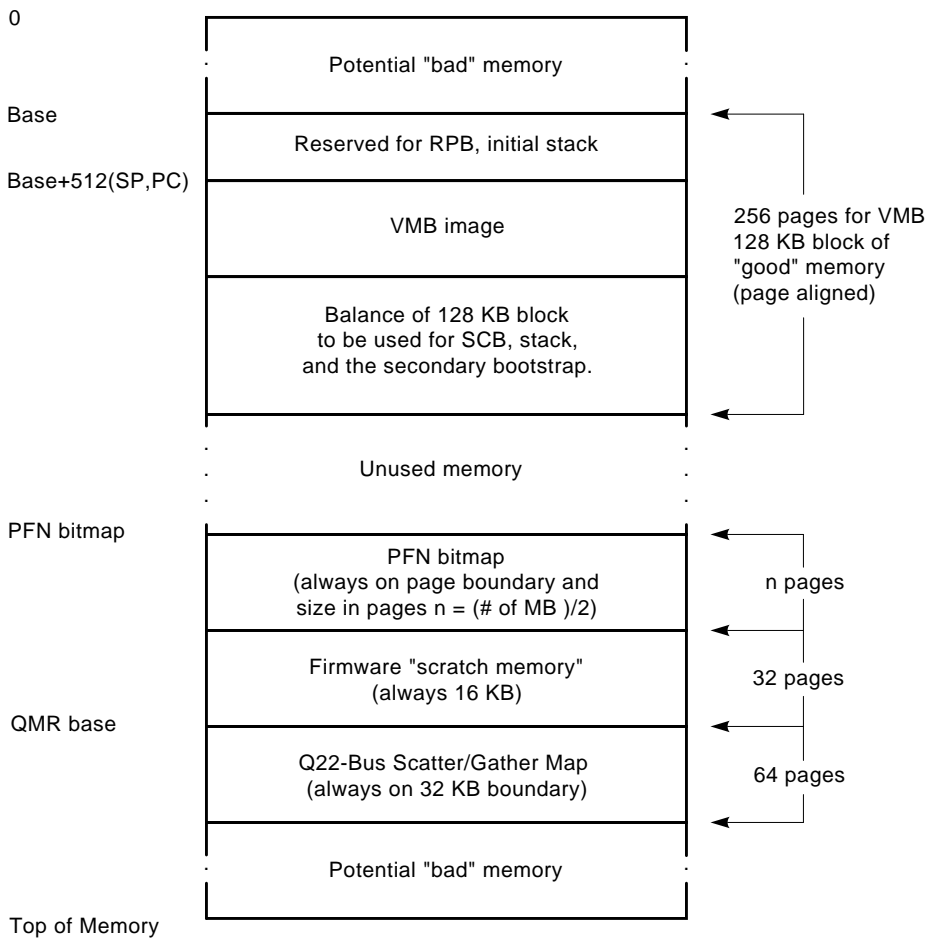 0
Potential "bad" memory
Base
Reserved for RPB, initial stack
Base+512(SP,PC)
VMB image
256 pages for VMB
128 KB block of
"good" memory
(page aligned)
Balance of 128 KB block
to be used for SCB, stack,
and the secondary bootstrap.
Unused memory
PFN bitmap
PFN bitmap
(always on page boundary and
size in pages n = (# of MB )/2)
n pages
Firmware "scratch memory"
(always 16 KB)
32 pages
QMR base
Q22-Bus Scatter/Gather Map
(always on 32 KB boundary)
64 pages
Potential "bad" memory
Top of Memory